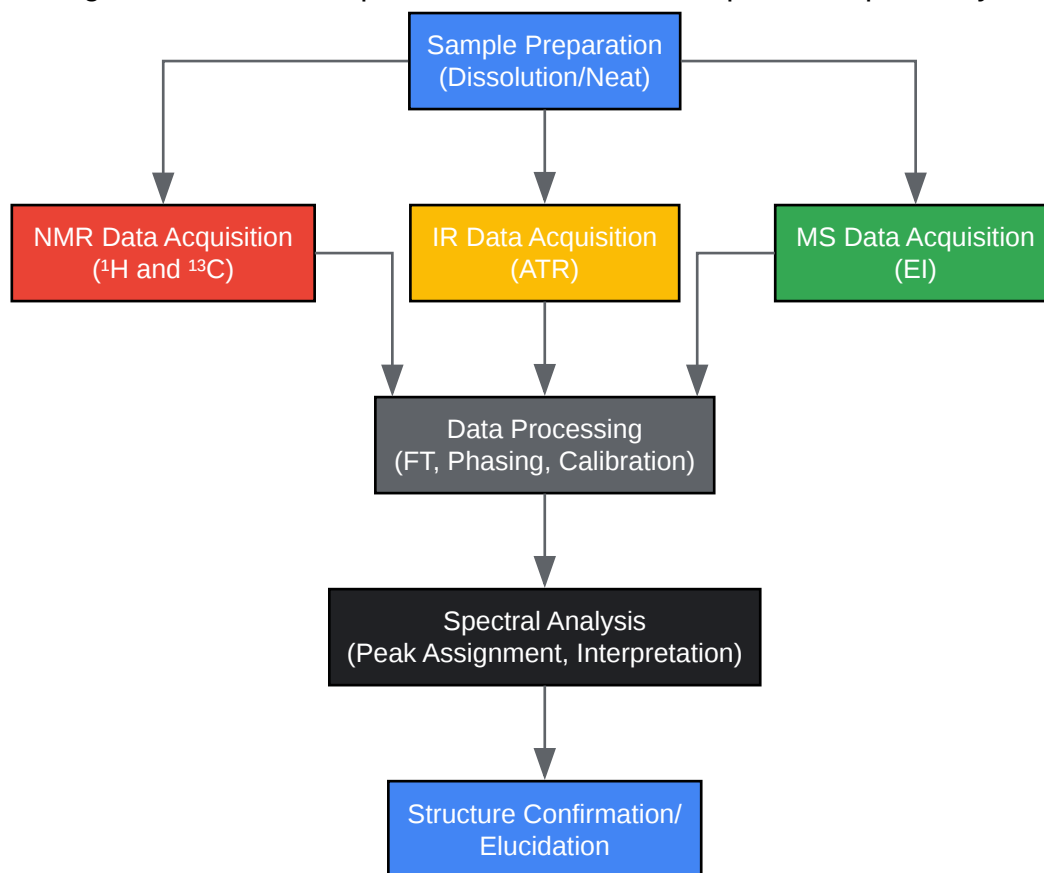 Sample Preparation
(Dissolution/Neat)
NMR Data Acquisition
(¹H and ¹³C)
IR Data Acquisition
(ATR)
MS Data Acquisition
(EI)
Data Processing
(FT, Phasing, Calibration)
Spectral Analysis
(Peak Assignment, Interpretation)
Structure Confirmation/
Elucidation